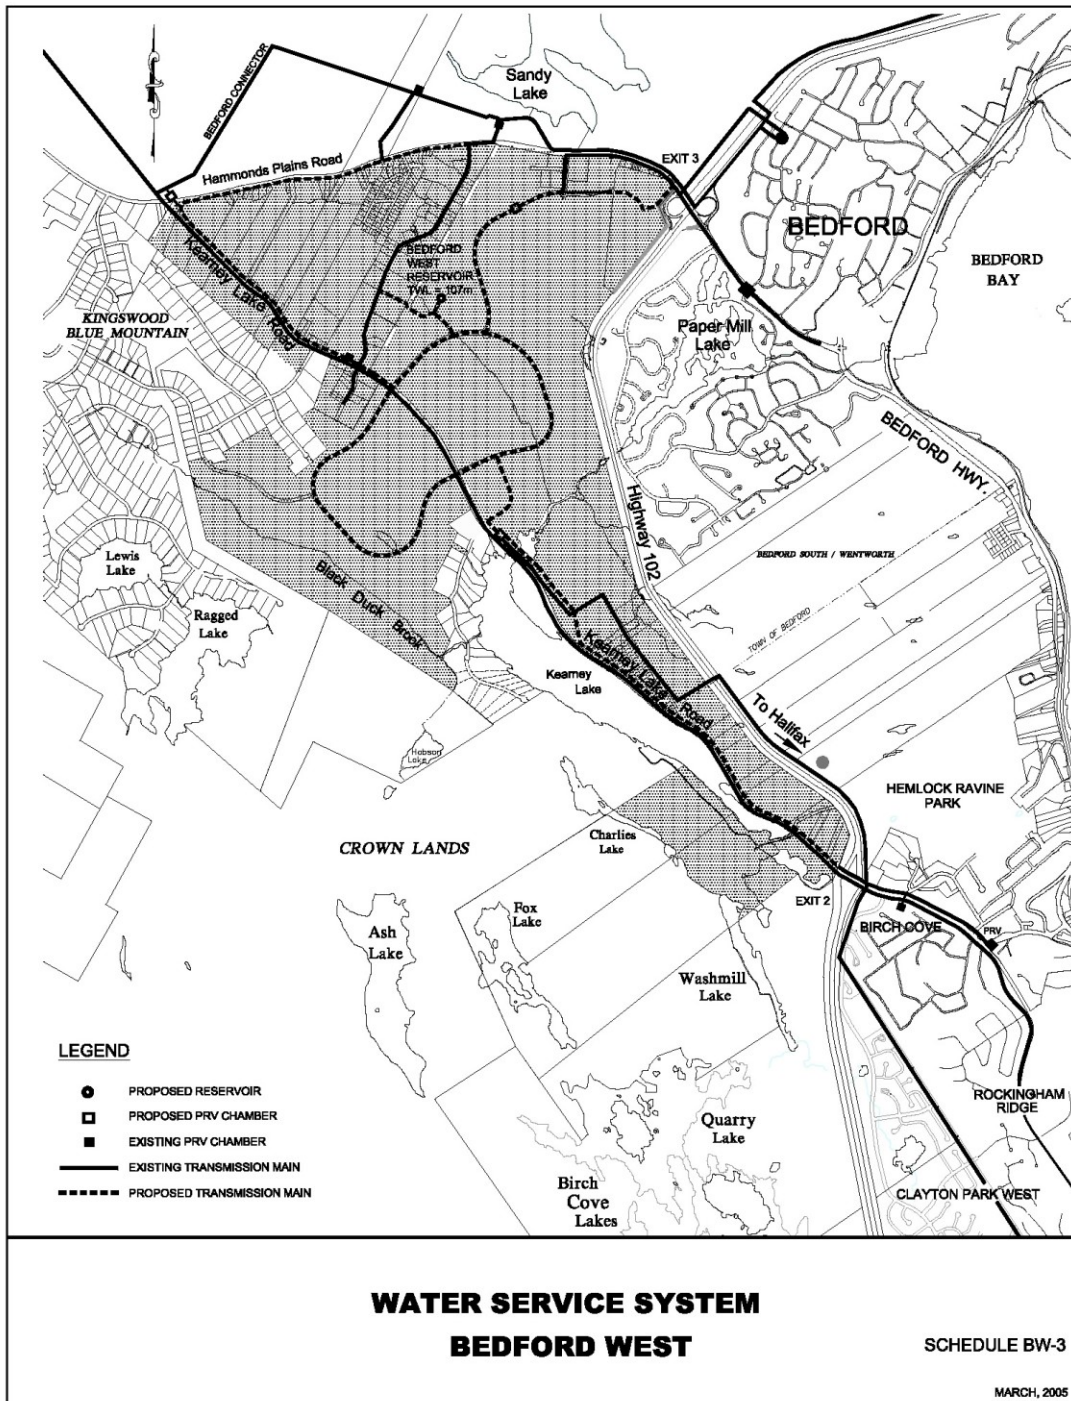 Sandy
Lake
BEDFORD CONNECTOR
Hammonds Plains Road
EXIT 3
BEDFORD
BEDFORD
BAY
BEDFORD
WEST
RESERVOIR
TWL = 107m
Kearney Lake Road
KINGSWOOD
BLUE MOUNTAIN
Paper Mill
Lake
BEDFORD HWY.
Highway 102
BEDFORD SOUTH / WENTWORTH
TOWN OF BEDFORD
Lewis
Lake
Ragged
Lake
Black Duck Brook
Kearney Lake Road
Kearney
Lake
To Halifax
Hobson
Lake
HEMLOCK RAVINE
PARK
CROWN LANDS
Charlies
Lake
EXIT 2
BIRCH COVE
PRV
Fox
Lake
Ash
Lake
Washmill
Lake
LEGEND
PROPOSED RESERVOIR
PROPOSED PRV CHAMBER
EXISTING PRV CHAMBER
EXISTING TRANSMISSION MAIN
PROPOSED TRANSMISSION MAIN
ROCKINGHAM
RIDGE
Quarry
Lake
Birch
Cove
Lakes
CLAYTON PARK WEST
WATER SERVICE SYSTEM
BEDFORD WEST
SCHEDULE BW-3
MARCH, 2005